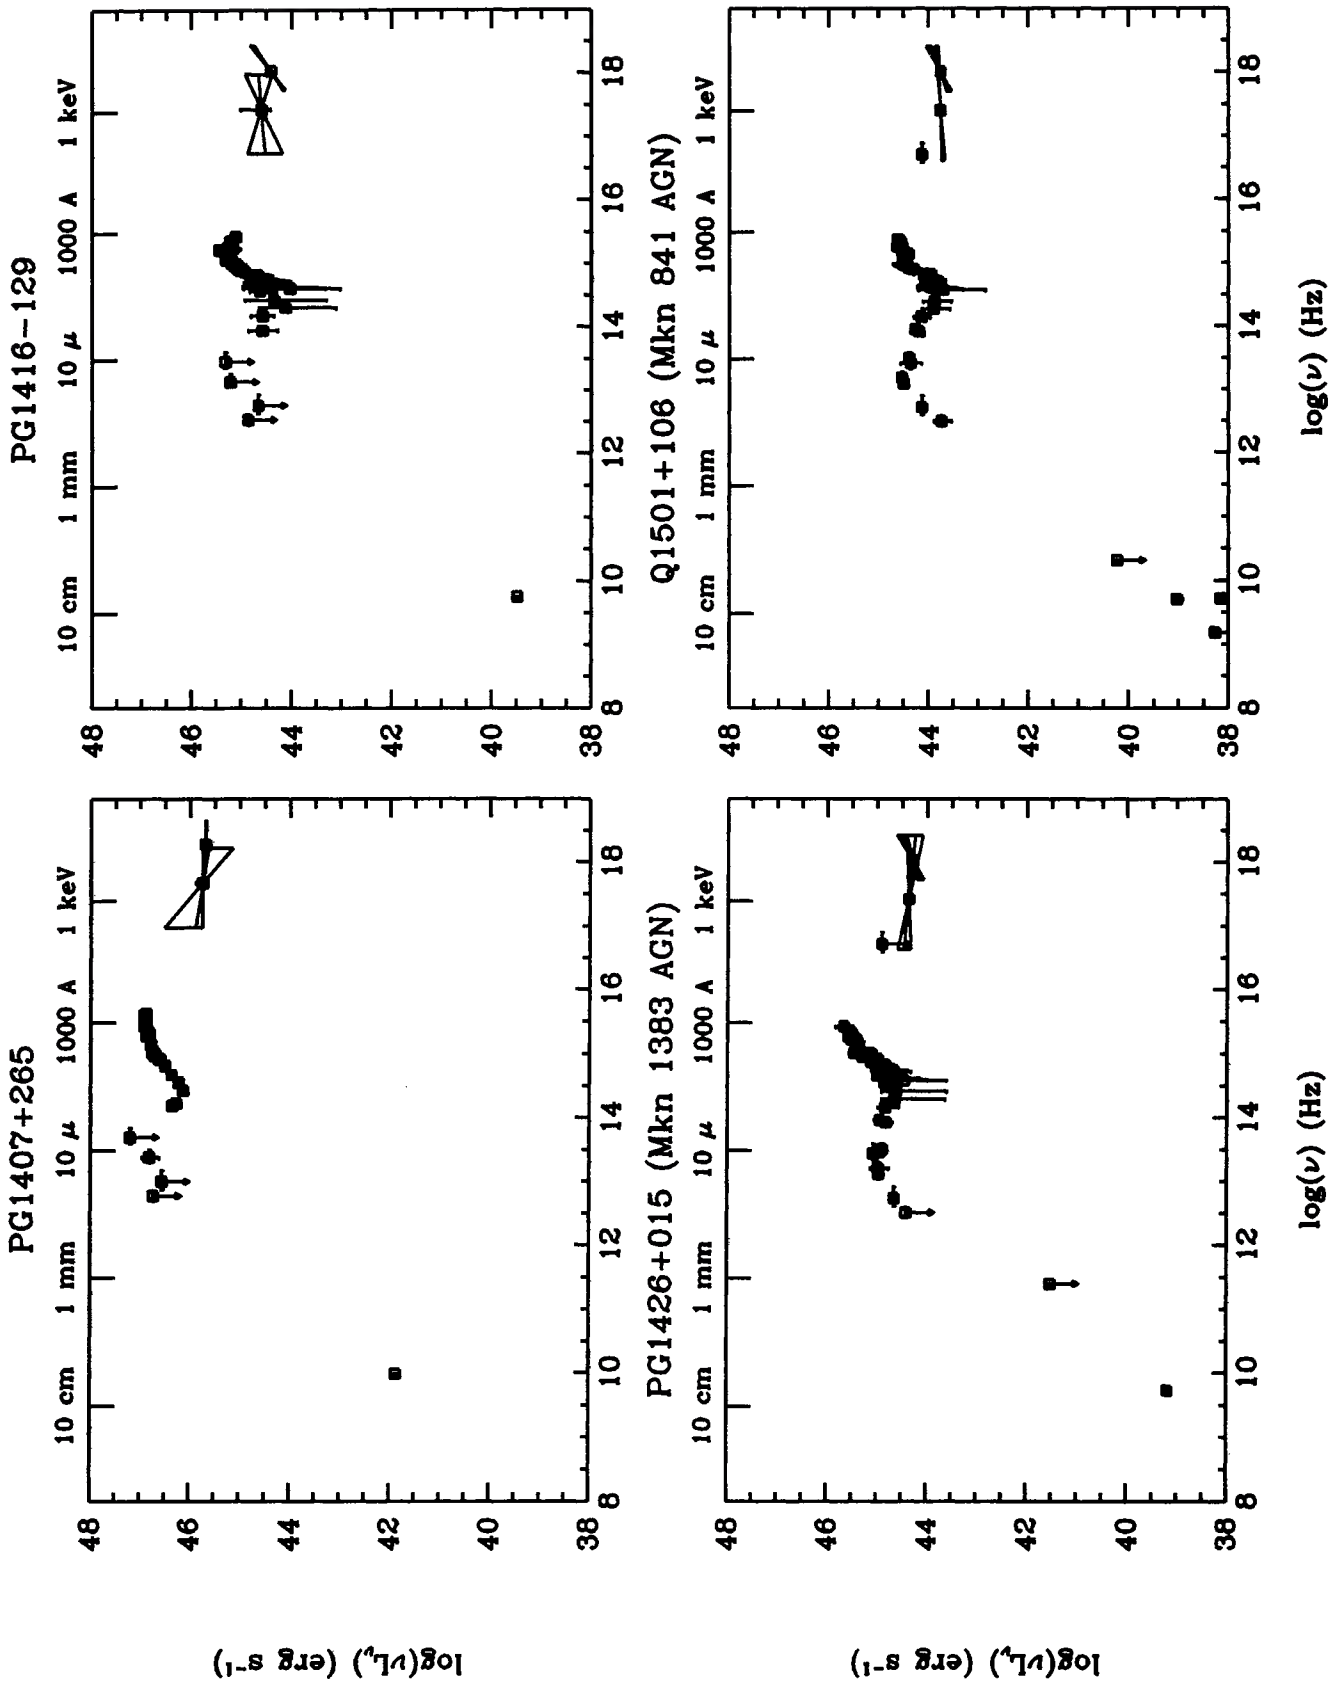 PG1407+265
10 cm 1 mm 10 μ 1000 A 1 keV
48
46
44
42
40
38
8 10 12 14 16 18
PG1416−129
10 cm 1 mm 10 μ 1000 A 1 keV
48
46
44
42
40
38
8 10 12 14 16 18
log(νLν) (erg s⁻¹)
PG1426+015 (Mkn 1383 AGN)
10 cm 1 mm 10 μ 1000 A 1 keV
48
46
44
42
40
38
8 10 12 14 16 18
log(ν) (Hz)
Q1501+106 (Mkn 841 AGN)
10 cm 1 mm 10 μ 1000 A 1 keV
48
46
44
42
40
38
8 10 12 14 16 18
log(ν) (Hz)
log(νLν) (erg s⁻¹)